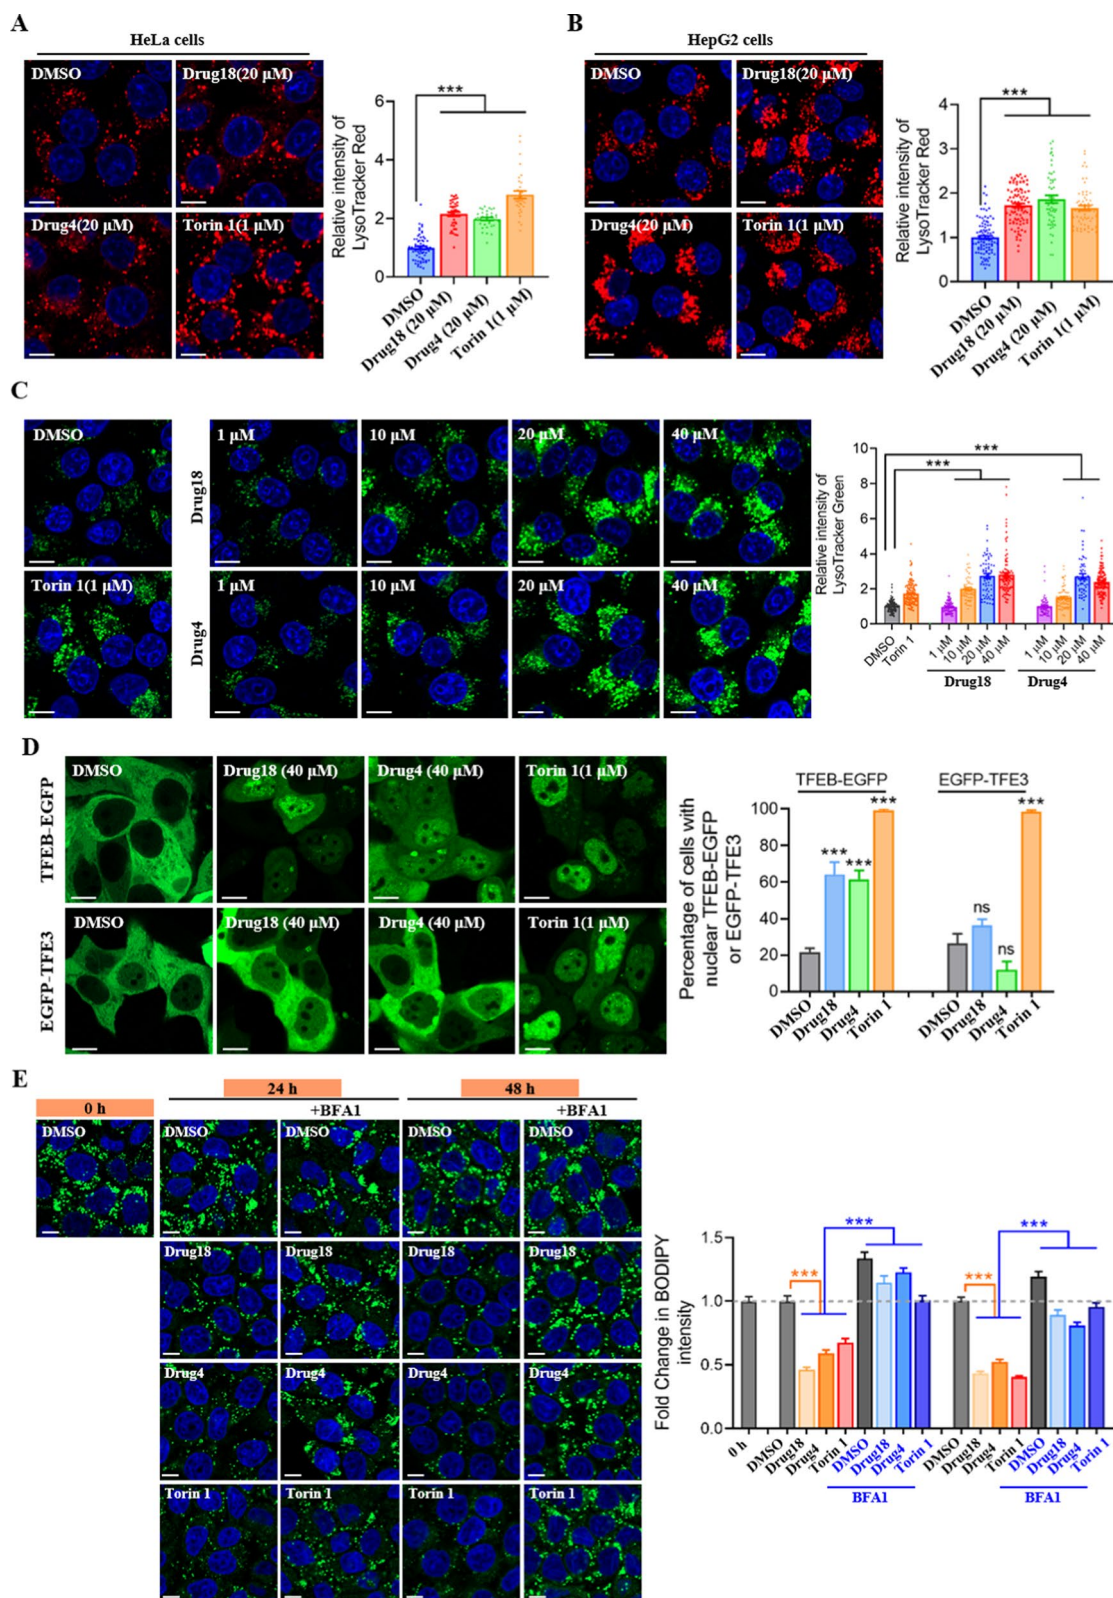 A
HeLa cells
DMSO
Drug18(20 μM)
Drug4(20 μM)
Torin 1(1 μM)
Relative intensity of
LysoTracker Red
6
4
2
0
***
DMSO
Drug18 (20 μM)
Drug4 (20 μM)
Torin 1(1 μM)
B
HepG2 cells
DMSO
Drug18(20 μM)
Drug4(20 μM)
Torin 1(1 μM)
Relative intensity of
LysoTracker Red
4
3
2
1
0
***
DMSO
Drug18 (20 μM)
Drug4 (20 μM)
Torin 1(1 μM)
C
DMSO
Torin 1(1 μM)
Drug18
1 μM
10 μM
20 μM
40 μM
Drug4
1 μM
10 μM
20 μM
40 μM
Relative intensity of
LysoTracker Green
10
8
6
4
2
0
***
***
DMSO
Torin 1
1 μM
10 μM
20 μM
40 μM
1 μM
10 μM
20 μM
40 μM
Drug18
Drug4
D
TFEB-EGFP
DMSO
Drug18 (40 μM)
Drug4 (40 μM)
Torin 1(1 μM)
EGFP-TFE3
DMSO
Drug18 (40 μM)
Drug4 (40 μM)
Torin 1(1 μM)
Percentage of cells with
nuclear TFEB-EGFP
or EGFP-TFE3
TFEB-EGFP
EGFP-TFE3
100
80
60
40
20
0
***
***
***
ns
ns
***
DMSO
Drug18
Drug4
Torin 1
DMSO
Drug18
Drug4
Torin 1
E
0 h
24 h
48 h
+BFA1
+BFA1
DMSO
DMSO
DMSO
DMSO
DMSO
Drug18
Drug18
Drug18
Drug18
Drug4
Drug4
Drug4
Drug4
Torin 1
Torin 1
Torin 1
Torin 1
Fold Change in BODIPY
intensity
1.5
1.0
0.5
0.0
***
***
***
***
0 h
DMSO
Drug18
Drug4
Torin 1
DMSO
Drug18
Drug4
Torin 1
DMSO
Drug18
Drug4
Torin 1
DMSO
Drug18
Drug4
Torin 1
BFA1
BFA1